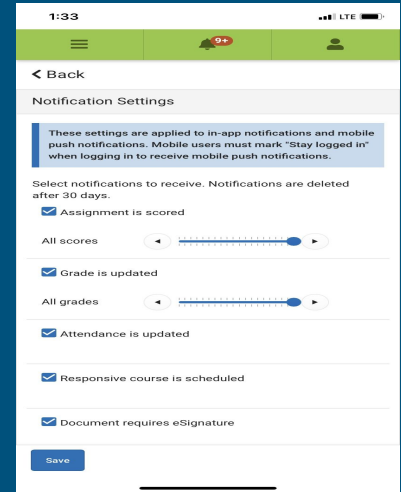 1:33
LTE
9+
Back
Notification Settings
These settings are applied to in-app notifications and mobile
push notifications. Mobile users must mark "Stay logged in"
when logging in to receive mobile push notifications.
Select notifications to receive. Notifications are deleted
after 30 days.
Assignment is scored
All scores
Grade is updated
All grades
Attendance is updated
Responsive course is scheduled
Document requires eSignature
Save